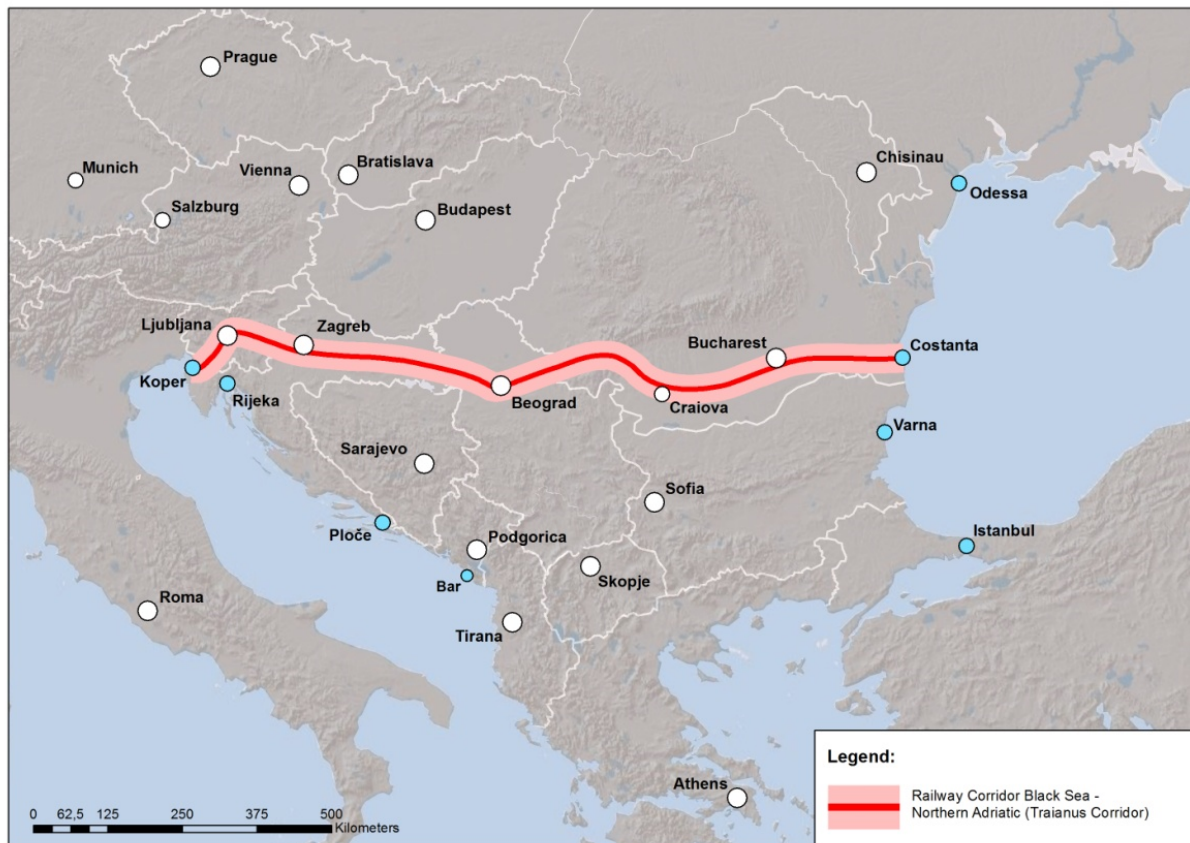 Prague
Munich
Vienna
Bratislava
Chisinau
Salzburg
Budapest
Odessa
Ljubljana
Zagreb
Bucharest
Costanta
Koper
Rijeka
Beograd
Craiova
Varna
Sarajevo
Sofia
Ploče
Podgorica
Istanbul
Bar
Skopje
Roma
Tirana
Athens
Legend:
Railway Corridor Black Sea -
Northern Adriatic (Traianus Corridor)
0 62,5 125 250 375 500
Kilometers